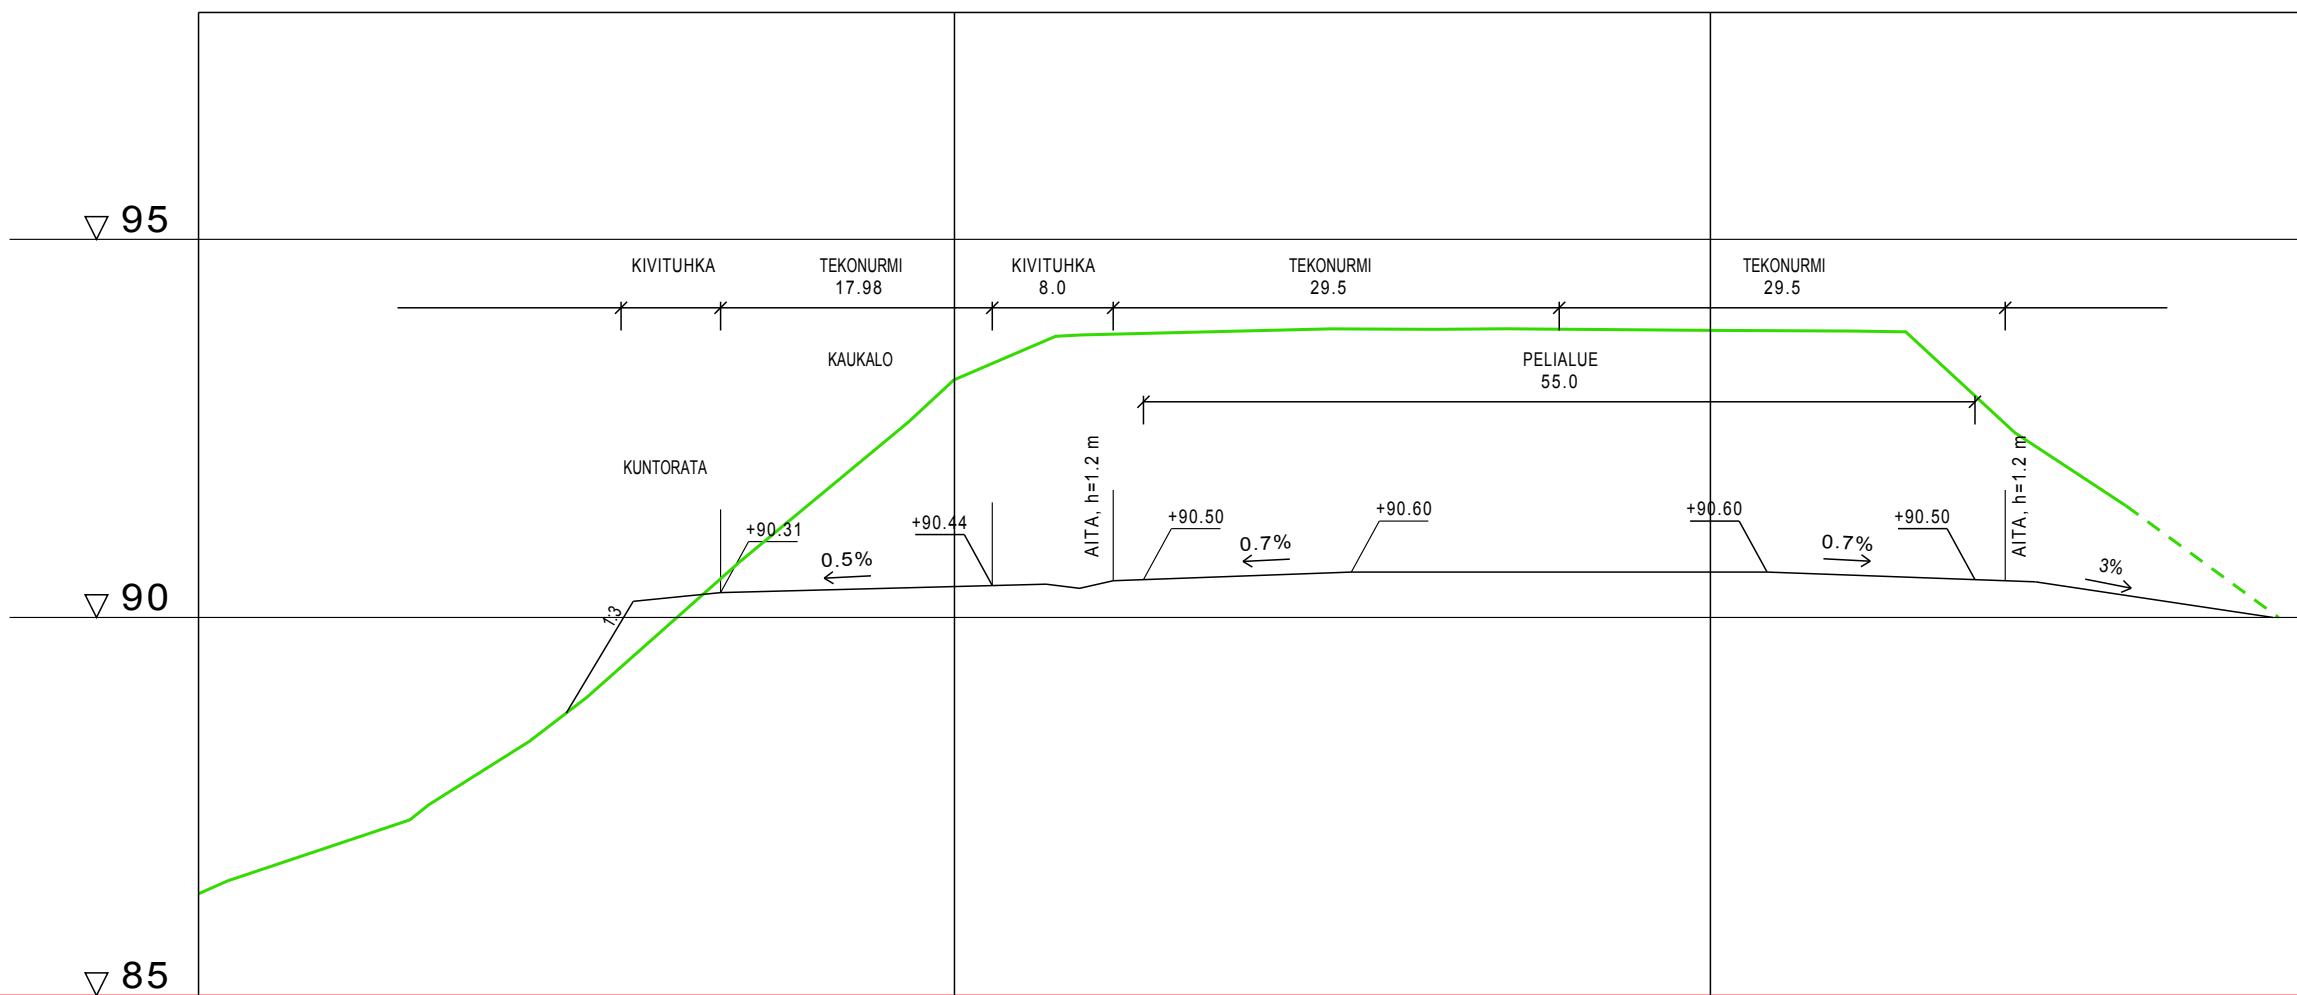 95
KIVITUHKA
TEKONURMI
17.98
KIVITUHKA
8.0
TEKONURMI
29.5
TEKONURMI
29.5
KAUKALO
PELIALUE
55.0
KUNTORATA
AITA, h=1.2 m
AITA, h=1.2 m
+90.31
+90.44
+90.50
+90.60
+90.60
+90.50
0.5%
0.7%
0.7%
3%
90
1:3
85